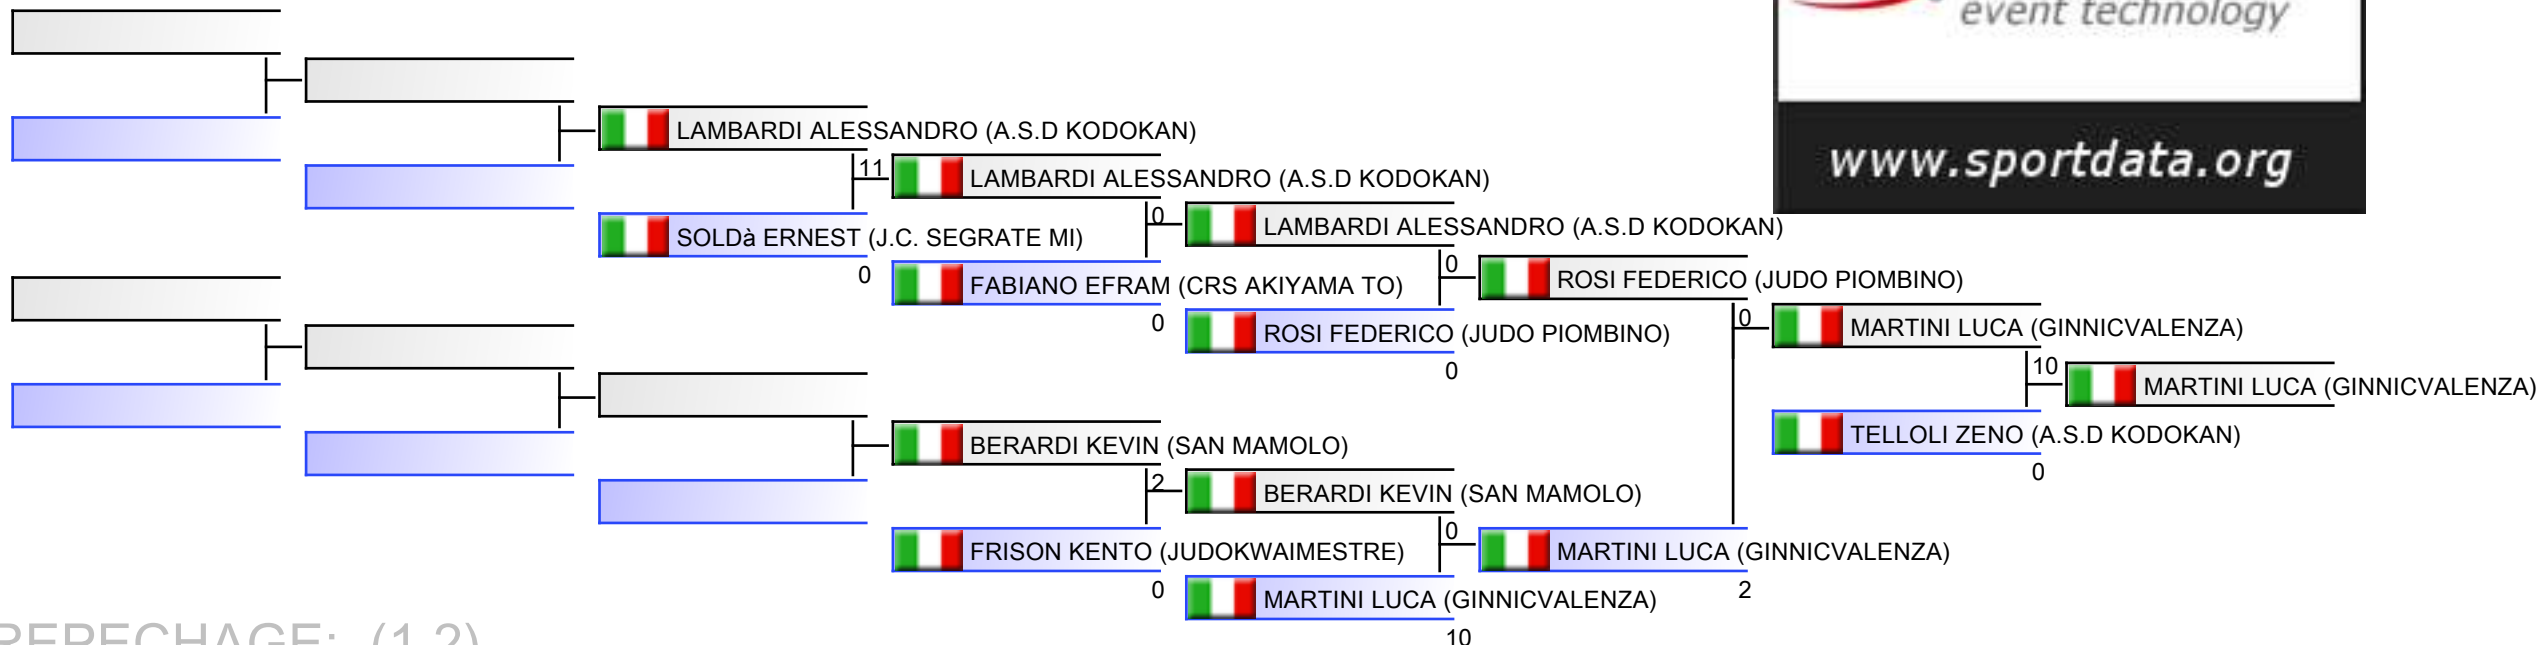 event technology
www.sportdata.org
LAMBARDI ALESSANDRO (A.S.D KODOKAN)
11
LAMBARDI ALESSANDRO (A.S.D KODOKAN)
0
LAMBARDI ALESSANDRO (A.S.D KODOKAN)
SOLDà ERNEST (J.C. SEGRATE MI)
0
0
ROSI FEDERICO (JUDO PIOMBINO)
FABIANO EFRAM (CRS AKIYAMA TO)
0
0
MARTINI LUCA (GINNICVALENZA)
ROSI FEDERICO (JUDO PIOMBINO)
0
10
MARTINI LUCA (GINNICVALENZA)
TELLOLI ZENO (A.S.D KODOKAN)
0
BERARDI KEVIN (SAN MAMOLO)
2
BERARDI KEVIN (SAN MAMOLO)
0
FRISON KENTO (JUDOKWAIMESTRE)
0
MARTINI LUCA (GINNICVALENZA)
2
MARTINI LUCA (GINNICVALENZA)
10
REPECHAGE: (1,2)